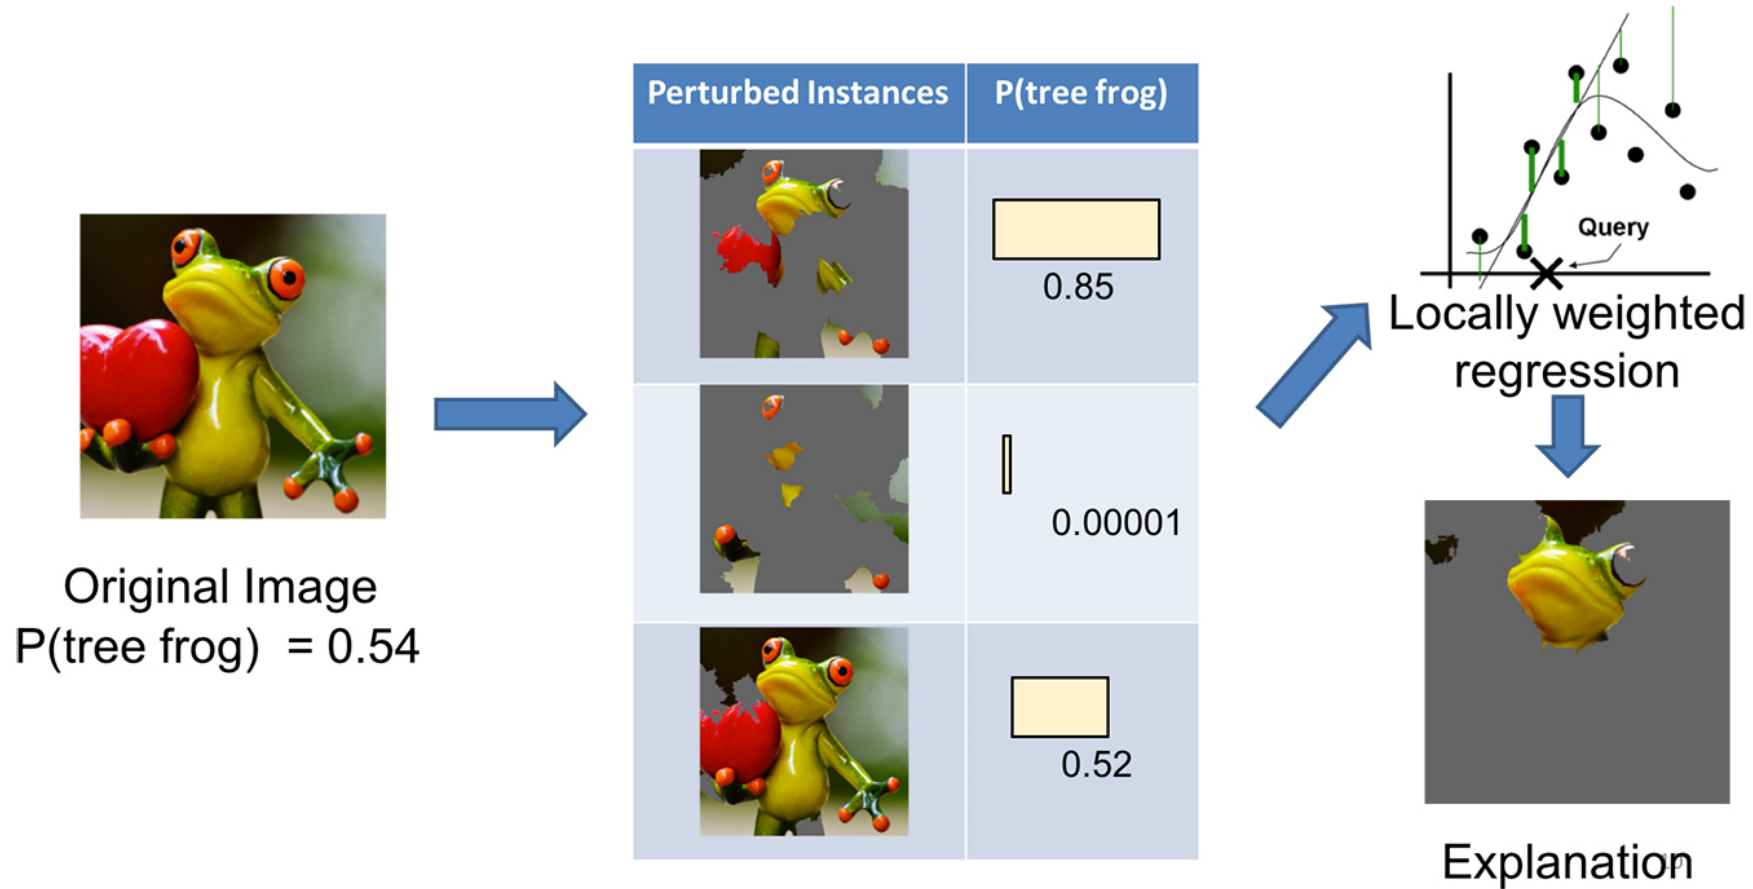 Original Image
P(tree frog) = 0.54
Perturbed Instances
P(tree frog)
0.85
0.00001
0.52
Query
Locally weighted
regression
Explanation